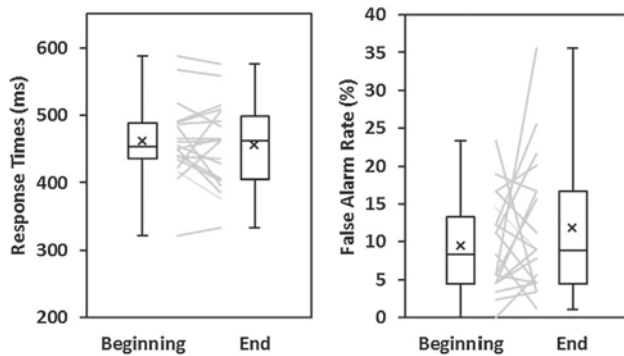 Response Times (ms)
600
500
400
300
200
Beginning
End
False Alarm Rate (%)
40
35
30
25
20
15
10
5
0
Beginning
End